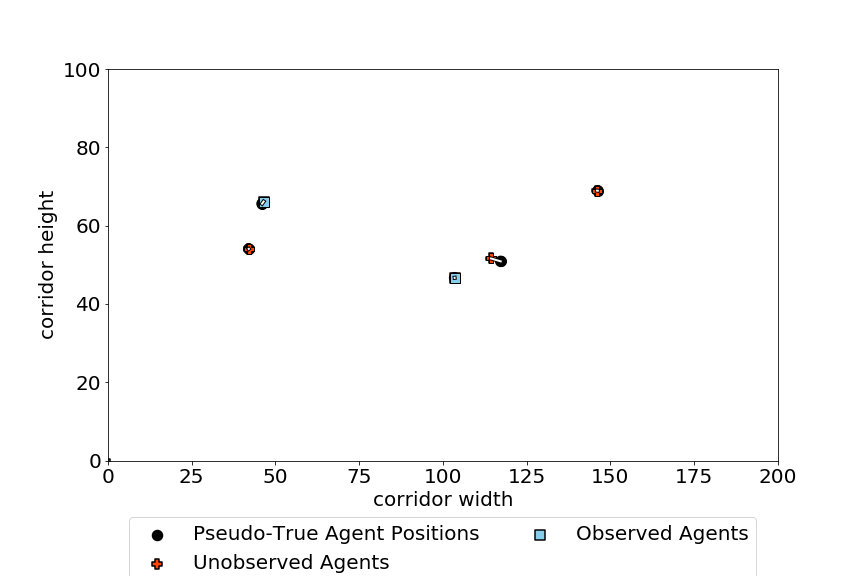 100
80
60
40
20
0
corridor height
0 25 50 75 100 125 150 175 200
corridor width
Pseudo-True Agent Positions Observed Agents
Unobserved Agents